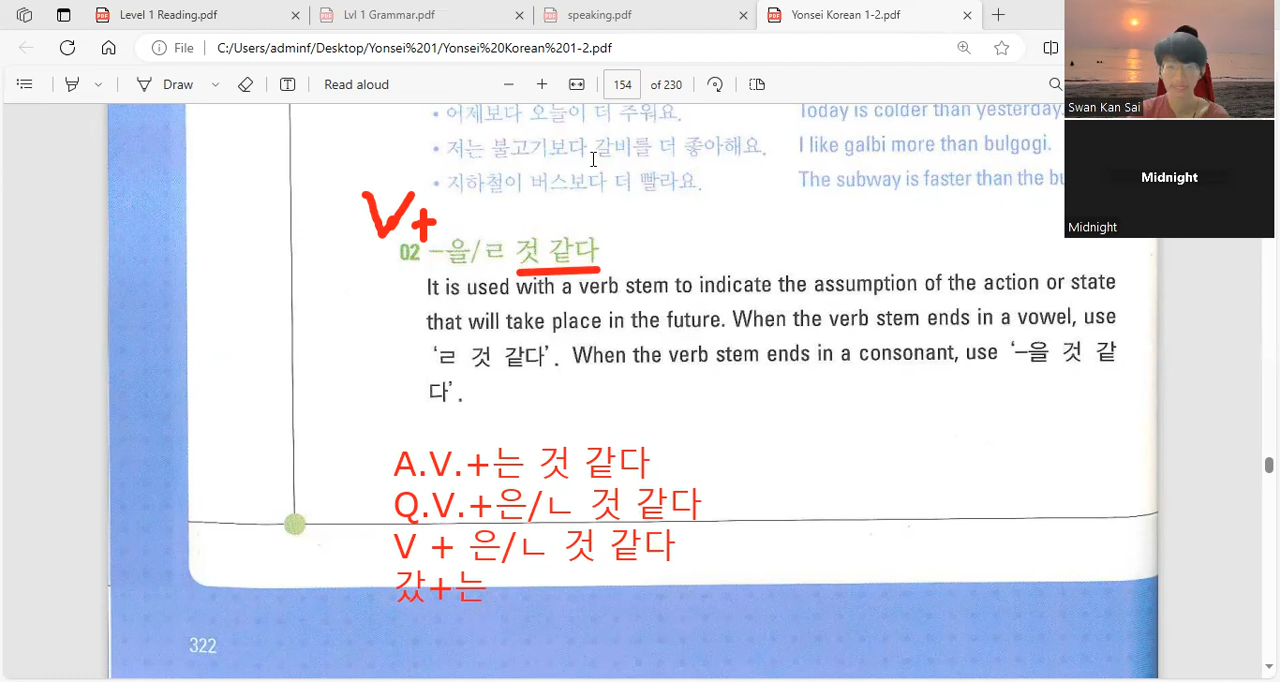 Level 1 Reading.pdf
Lvl 1 Grammar.pdf
speaking.pdf
Yonsei Korean 1-2.pdf
File
C:/Users/adminf/Desktop/Yonsei%201/Yonsei%20Korean%201-2.pdf
Draw
Read aloud
154 of 230
Swan Kan Sai
Midnight
Midnight
• 어제보다 오늘이 더 추워요. Today is colder than yesterday.
• 저는 불고기보다 갈비를 더 좋아해요. I like galbi more than bulgogi.
• 지하철이 버스보다 더 빨라요. The subway is faster than the bu
V+
02 –을/ㄹ 것 같다
It is used with a verb stem to indicate the assumption of the action or state
that will take place in the future. When the verb stem ends in a vowel, use
‘ㄹ 것 같다’. When the verb stem ends in a consonant, use ‘–을 것 같
다’.
A.V.+는 것 같다
Q.V.+은/ㄴ 것 같다
V + 은/ㄴ 것 같다
갔+는
322